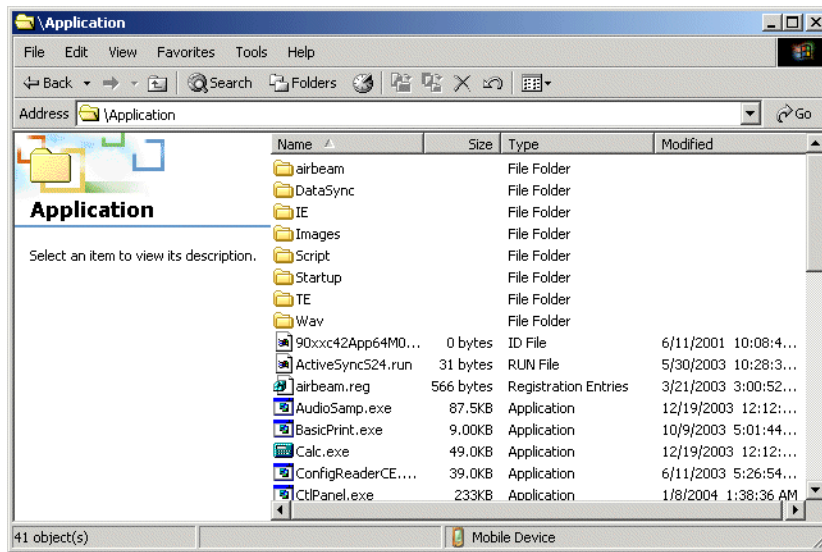 \Application
File Edit View Favorites Tools Help
Back Search Folders
Address \Application Go
Name Size Type Modified
Application
Select an item to view its description.
airbeam File Folder
DataSync File Folder
IE File Folder
Images File Folder
Script File Folder
Startup File Folder
TE File Folder
Wav File Folder
90xxc42App64M0... 0 bytes ID File 6/11/2001 10:08:4...
ActiveSyncS24.run 31 bytes RUN File 5/30/2003 10:28:3...
airbeam.reg 566 bytes Registration Entries 3/21/2003 3:00:52...
AudioSamp.exe 87.5KB Application 12/19/2003 12:12:...
BasicPrint.exe 9.00KB Application 10/9/2003 5:01:44...
Calc.exe 49.0KB Application 12/19/2003 12:12:...
ConfigReaderCE.... 39.0KB Application 6/11/2003 5:26:54...
CtlPanel.exe 233KB Application 1/8/2004 1:38:36 AM
41 object(s) Mobile Device